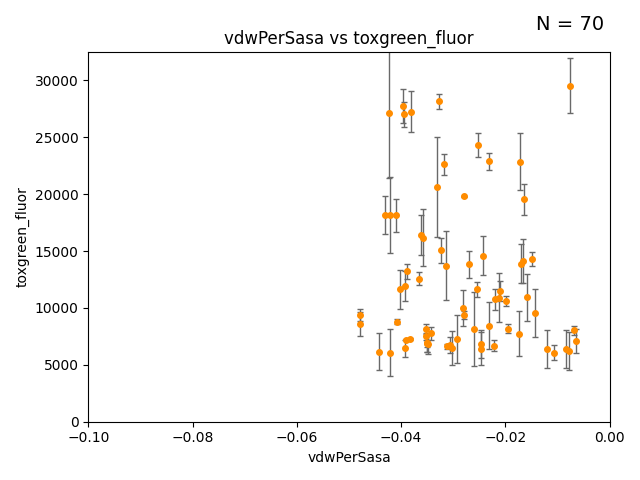 N = 70
vdwPerSasa vs toxgreen_fluor
30000
25000
20000
15000
10000
5000
0
toxgreen_fluor
−0.10 −0.08 −0.06 −0.04 −0.02 0.00
vdwPerSasa